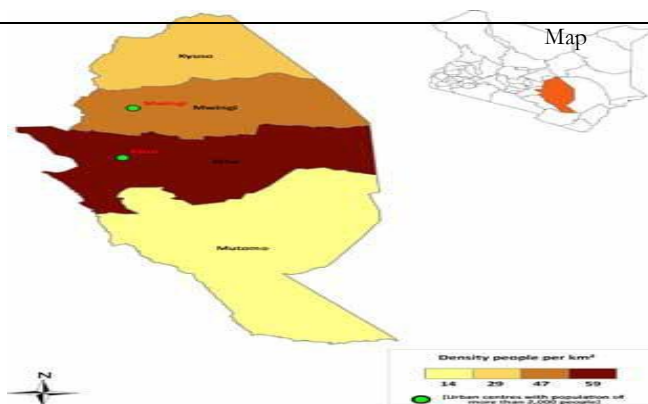 Map
Kyuso
Mwingi
Mwingi
Kitui
Mutomo
N
Density people per km²
14 29 47 59
[Urban centres with population of
more than 2,000 people]